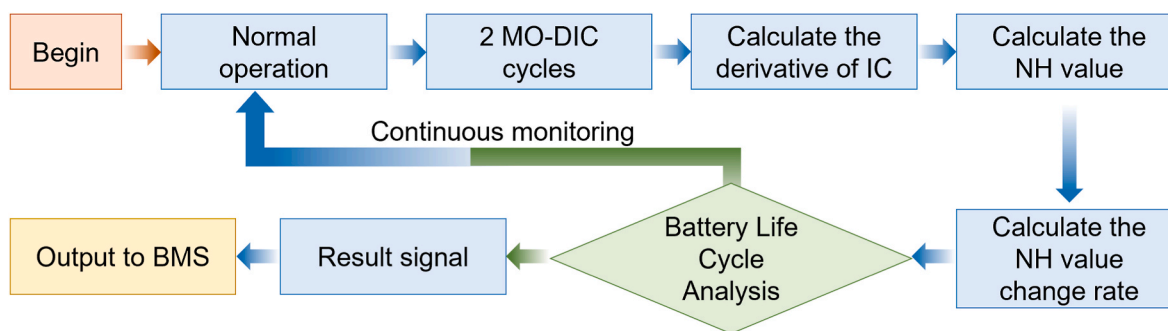 Begin
Normal
operation
2 MO-DIC
cycles
Calculate the
derivative of IC
Calculate the
NH value
Continuous monitoring
Calculate the
NH value
change rate
Battery Life
Cycle
Analysis
Result signal
Output to BMS